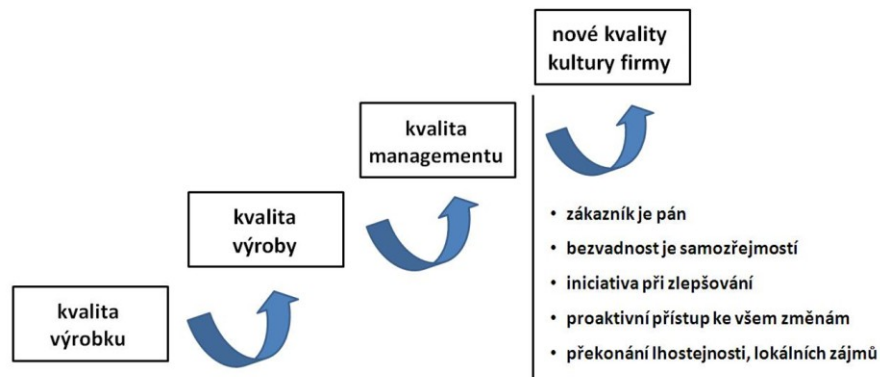 nové kvality
kultury firmy
kvalita
managementu
kvalita
výroby
kvalita
výrobku
• zákazník je pán
• bezvadnost je samozřejmostí
• iniciativa při zlepšování
• proaktivní přístup ke všem změnám
• překonání lhostejnosti, lokálních zájmů